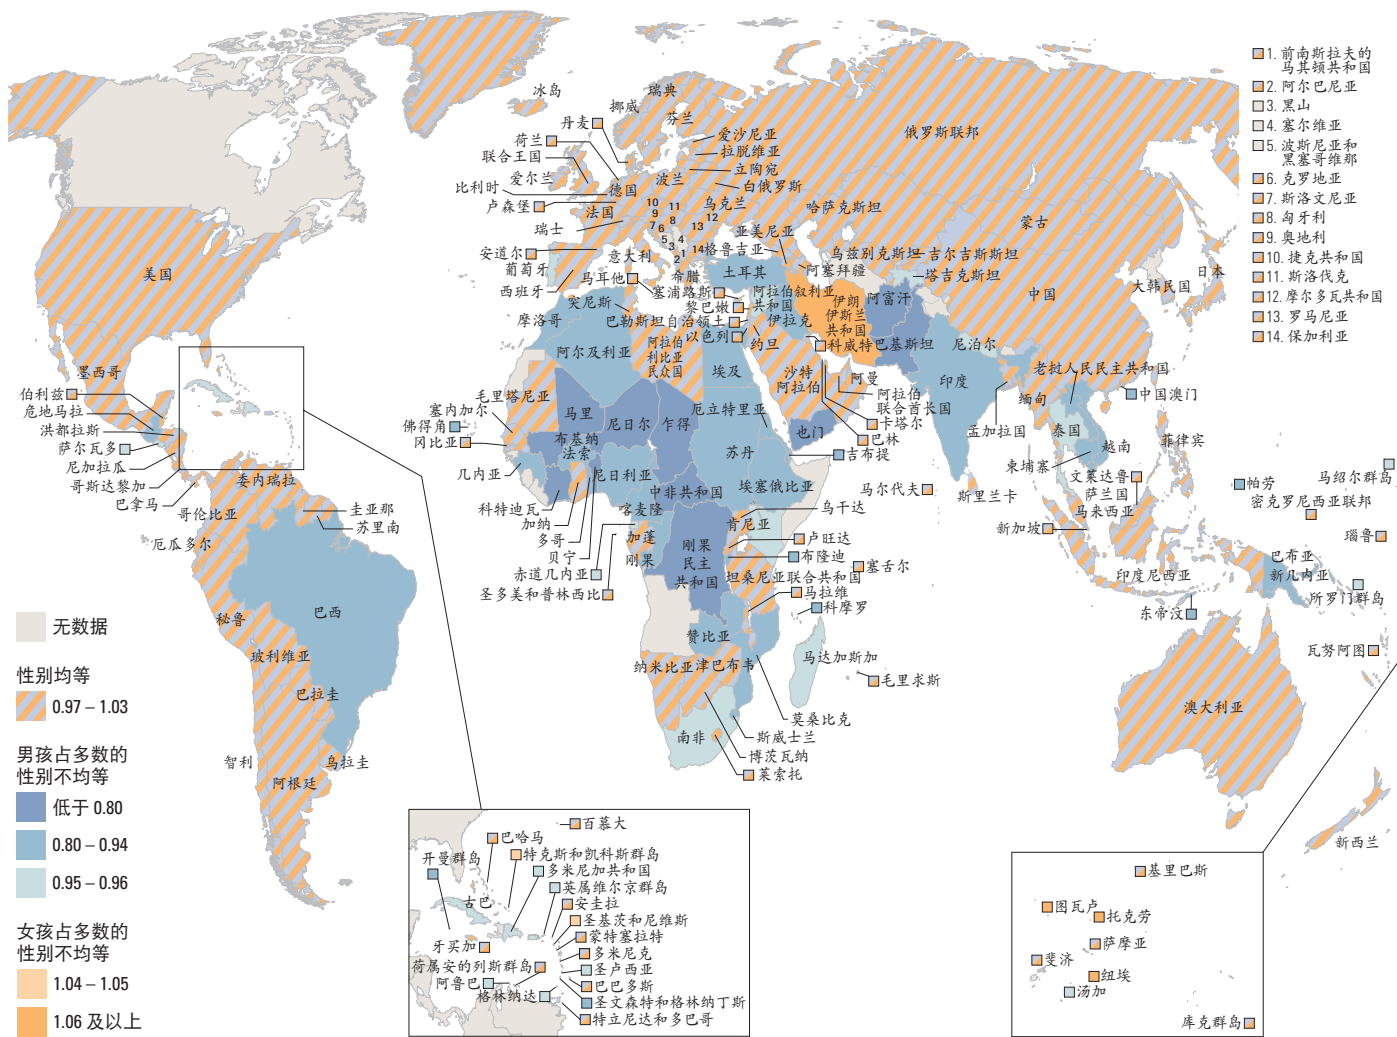 1. 前南斯拉夫的
马其顿共和国
2. 阿尔巴尼亚
3. 黑山
4. 塞尔维亚
5. 波斯尼亚和
黑塞哥维那
6. 克罗地亚
7. 斯洛文尼亚
8. 匈牙利
9. 奥地利
10. 捷克共和国
11. 斯洛伐克
12. 摩尔多瓦共和国
13. 罗马尼亚
14. 保加利亚
冰岛
瑞典
挪威
芬兰
丹麦
荷兰
联合王国
爱尔兰
比利时
卢森堡
德国
波兰
爱沙尼亚
拉脱维亚
立陶宛
白俄罗斯
俄罗斯联邦
法国
瑞士
乌克兰
10
9
11
8
7
6
12
13
5
4
3
14
2
1
哈萨克斯坦
蒙古
亚美尼亚
格鲁吉亚
乌兹别克斯坦
吉尔吉斯斯坦
安道尔
葡萄牙
西班牙
意大利
马耳他
希腊
塞浦路斯
土耳其
阿塞拜疆
塔吉克斯坦
中国
大韩民国
日本
美国
突尼斯
摩洛哥
黎巴嫩
阿拉伯叙利亚
共和国
巴勒斯坦自治领土
以色列
伊拉克
约旦
伊朗
伊斯兰
共和国
阿富汗
科威特
巴基斯坦
尼泊尔
阿尔及利亚
阿拉伯
利比亚
民众国
埃及
沙特
阿拉伯
阿曼
阿拉伯
联合酋长国
卡塔尔
巴林
印度
孟加拉国
缅甸
老挝人民民主共和国
中国澳门
泰国
越南
柬埔寨
菲律宾
墨西哥
伯利兹
危地马拉
洪都拉斯
萨尔瓦多
尼加拉瓜
哥斯达黎加
巴拿马
毛里塔尼亚
塞内加尔
佛得角
冈比亚
几内亚
马里
布基纳
法索
尼日尔
乍得
厄立特里亚
苏丹
也门
吉布提
尼日利亚
科特迪瓦
加纳
多哥
贝宁
中非共和国
喀麦隆
埃塞俄比亚
马尔代夫
斯里兰卡
文莱达鲁
萨兰国
马来西亚
新加坡
帕劳
马绍尔群岛
密克罗尼西亚联邦
瑙鲁
委内瑞拉
哥伦比亚
圭亚那
苏里南
厄瓜多尔
加蓬
刚果
赤道几内亚
圣多美和普林西比
刚果
民主
共和国
乌干达
肯尼亚
卢旺达
布隆迪
塞舌尔
坦桑尼亚联合共和国
马拉维
科摩罗
印度尼西亚
巴布亚
新几内亚
所罗门群岛
东帝汶
巴西
秘鲁
玻利维亚
巴拉圭
智利
阿根廷
乌拉圭
赞比亚
纳米比亚
津巴布韦
马达加斯加
毛里求斯
莫桑比克
斯威士兰
博茨瓦纳
南非
莱索托
瓦努阿图
澳大利亚
新西兰
无数据
性别均等
0.97 – 1.03
男孩占多数的
性别不均等
低于 0.80
0.80 – 0.94
0.95 – 0.96
女孩占多数的
性别不均等
1.04 – 1.05
1.06 及以上
百慕大
巴哈马
特克斯和凯科斯群岛
开曼群岛
多米尼加共和国
英属维尔京群岛
古巴
安圭拉
圣基茨和尼维斯
蒙特塞拉特
牙买加
多米尼克
荷属安的列斯群岛
圣卢西亚
阿鲁巴
巴巴多斯
格林纳达
圣文森特和格林纳丁斯
特立尼达和多巴哥
基里巴斯
图瓦卢
托克劳
萨摩亚
斐济
纽埃
汤加
库克群岛